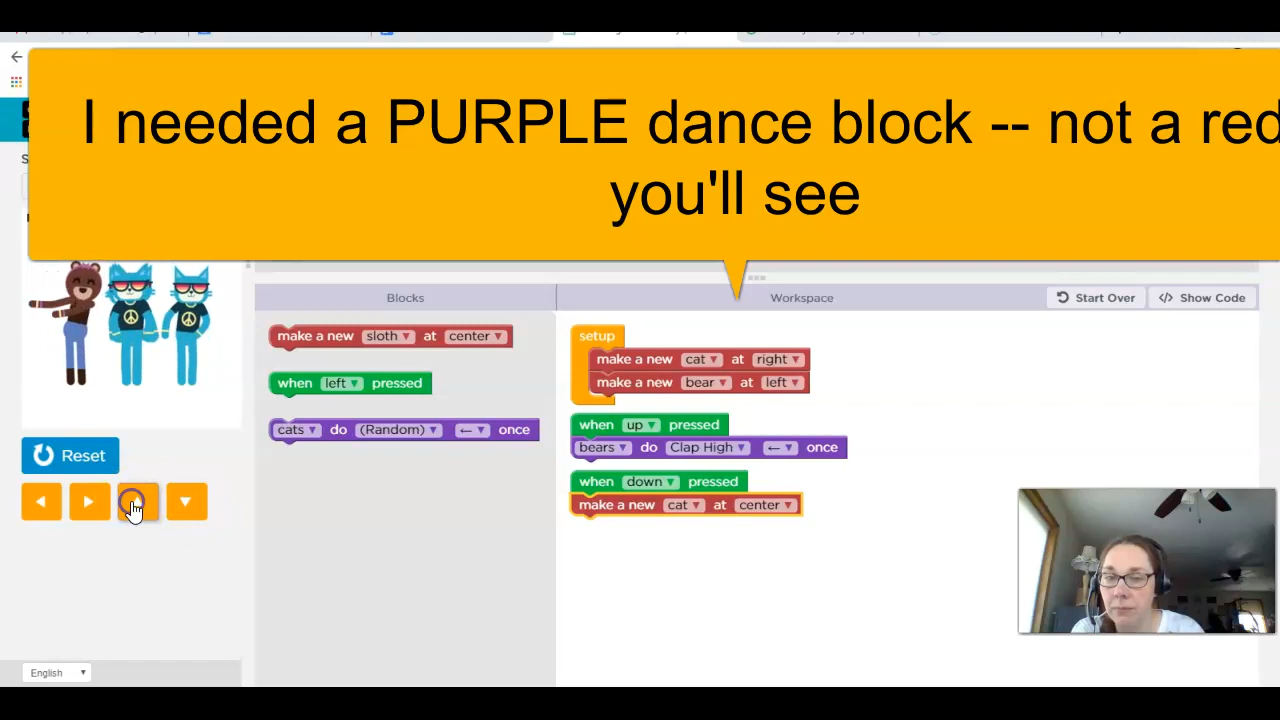 I needed a PURPLE dance block -- not a red
you'll see
Blocks
Workspace
Start Over
</> Show Code
make a new sloth at center
when left pressed
cats do (Random) ← once
setup
make a new cat at right
make a new bear at left
when up pressed
bears do Clap High ← once
when down pressed
make a new cat at center
Reset
English